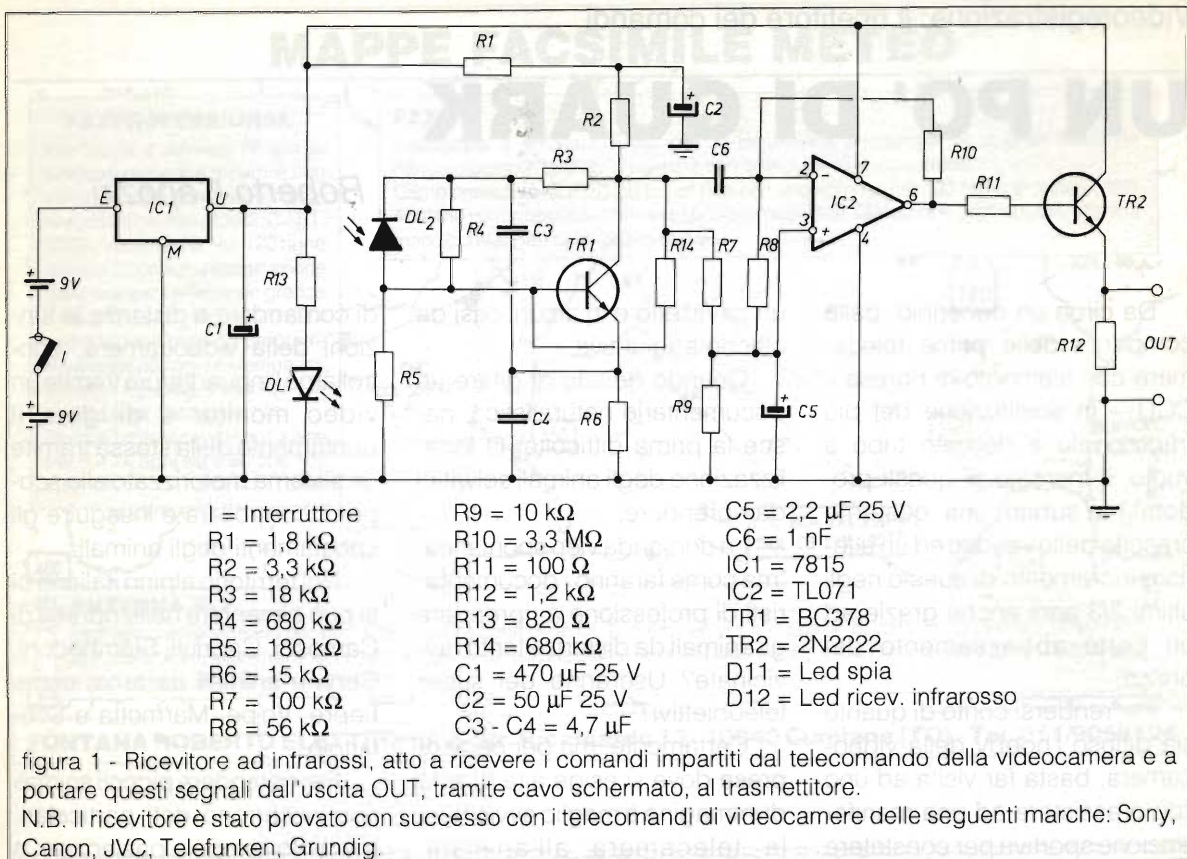 R1
R2
C2
R3
C6
R10
E
IC1
U
M
DL2
R4
C3
TR1
2
3
7
6
4
IC2
R11
TR2
R14
R7
R8
9V
I
9V
R13
C1
DL1
R5
C4
R6
R9
C5
R12
OUT
I = Interruttore
R1 = 1,8 kΩ
R2 = 3,3 kΩ
R3 = 18 kΩ
R4 = 680 kΩ
R5 = 180 kΩ
R6 = 15 kΩ
R7 = 100 kΩ
R8 = 56 kΩ
R9 = 10 kΩ
R10 = 3,3 MΩ
R11 = 100 Ω
R12 = 1,2 kΩ
R13 = 820 Ω
R14 = 680 kΩ
C1 = 470 µF 25 V
C2 = 50 µF 25 V
C3, C4 = 4,7 µF
C5 = 2,2 µF 25 V
C6 = 1 nF
IC1 = 7815
IC2 = TL071
TR1 = BC378
TR2 = 2N2222
D11 = Led spia
D12 = Led ricev. infrarosso
figura 1 - Ricevitore ad infrarossi, atto a ricevere i comandi impartiti dal telecomando della videocamera e a
portare questi segnali dall'uscita OUT, tramite cavo schermato, al trasmettitore.
N.B. Il ricevitore è stato provato con successo con i telecomandi di videocamere delle seguenti marche: Sony,
Canon, JVC, Telefunken, Grundig.